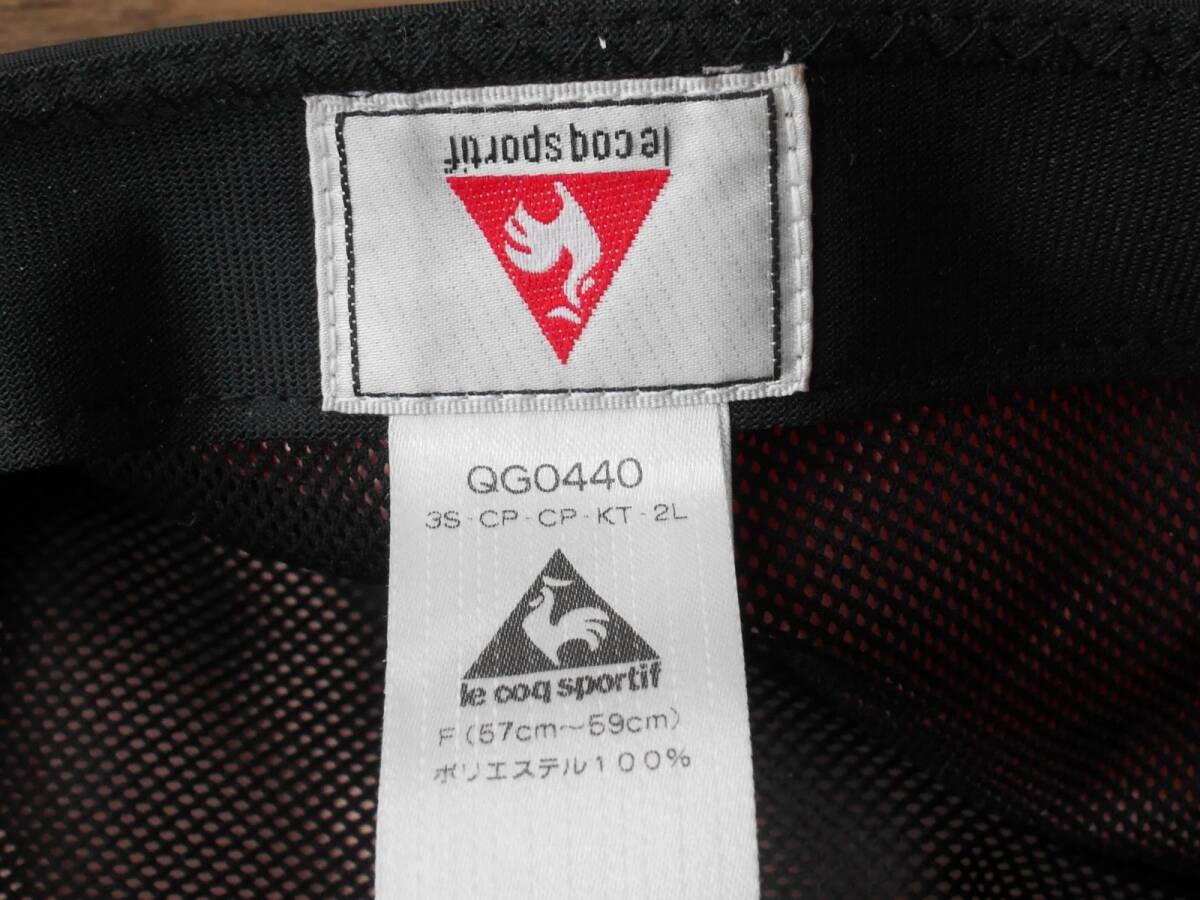 le coq sportif
QG0440
3S-CP-CP-KT-2L
le coq sportif
F(57cm～59cm)
ポリエステル100%